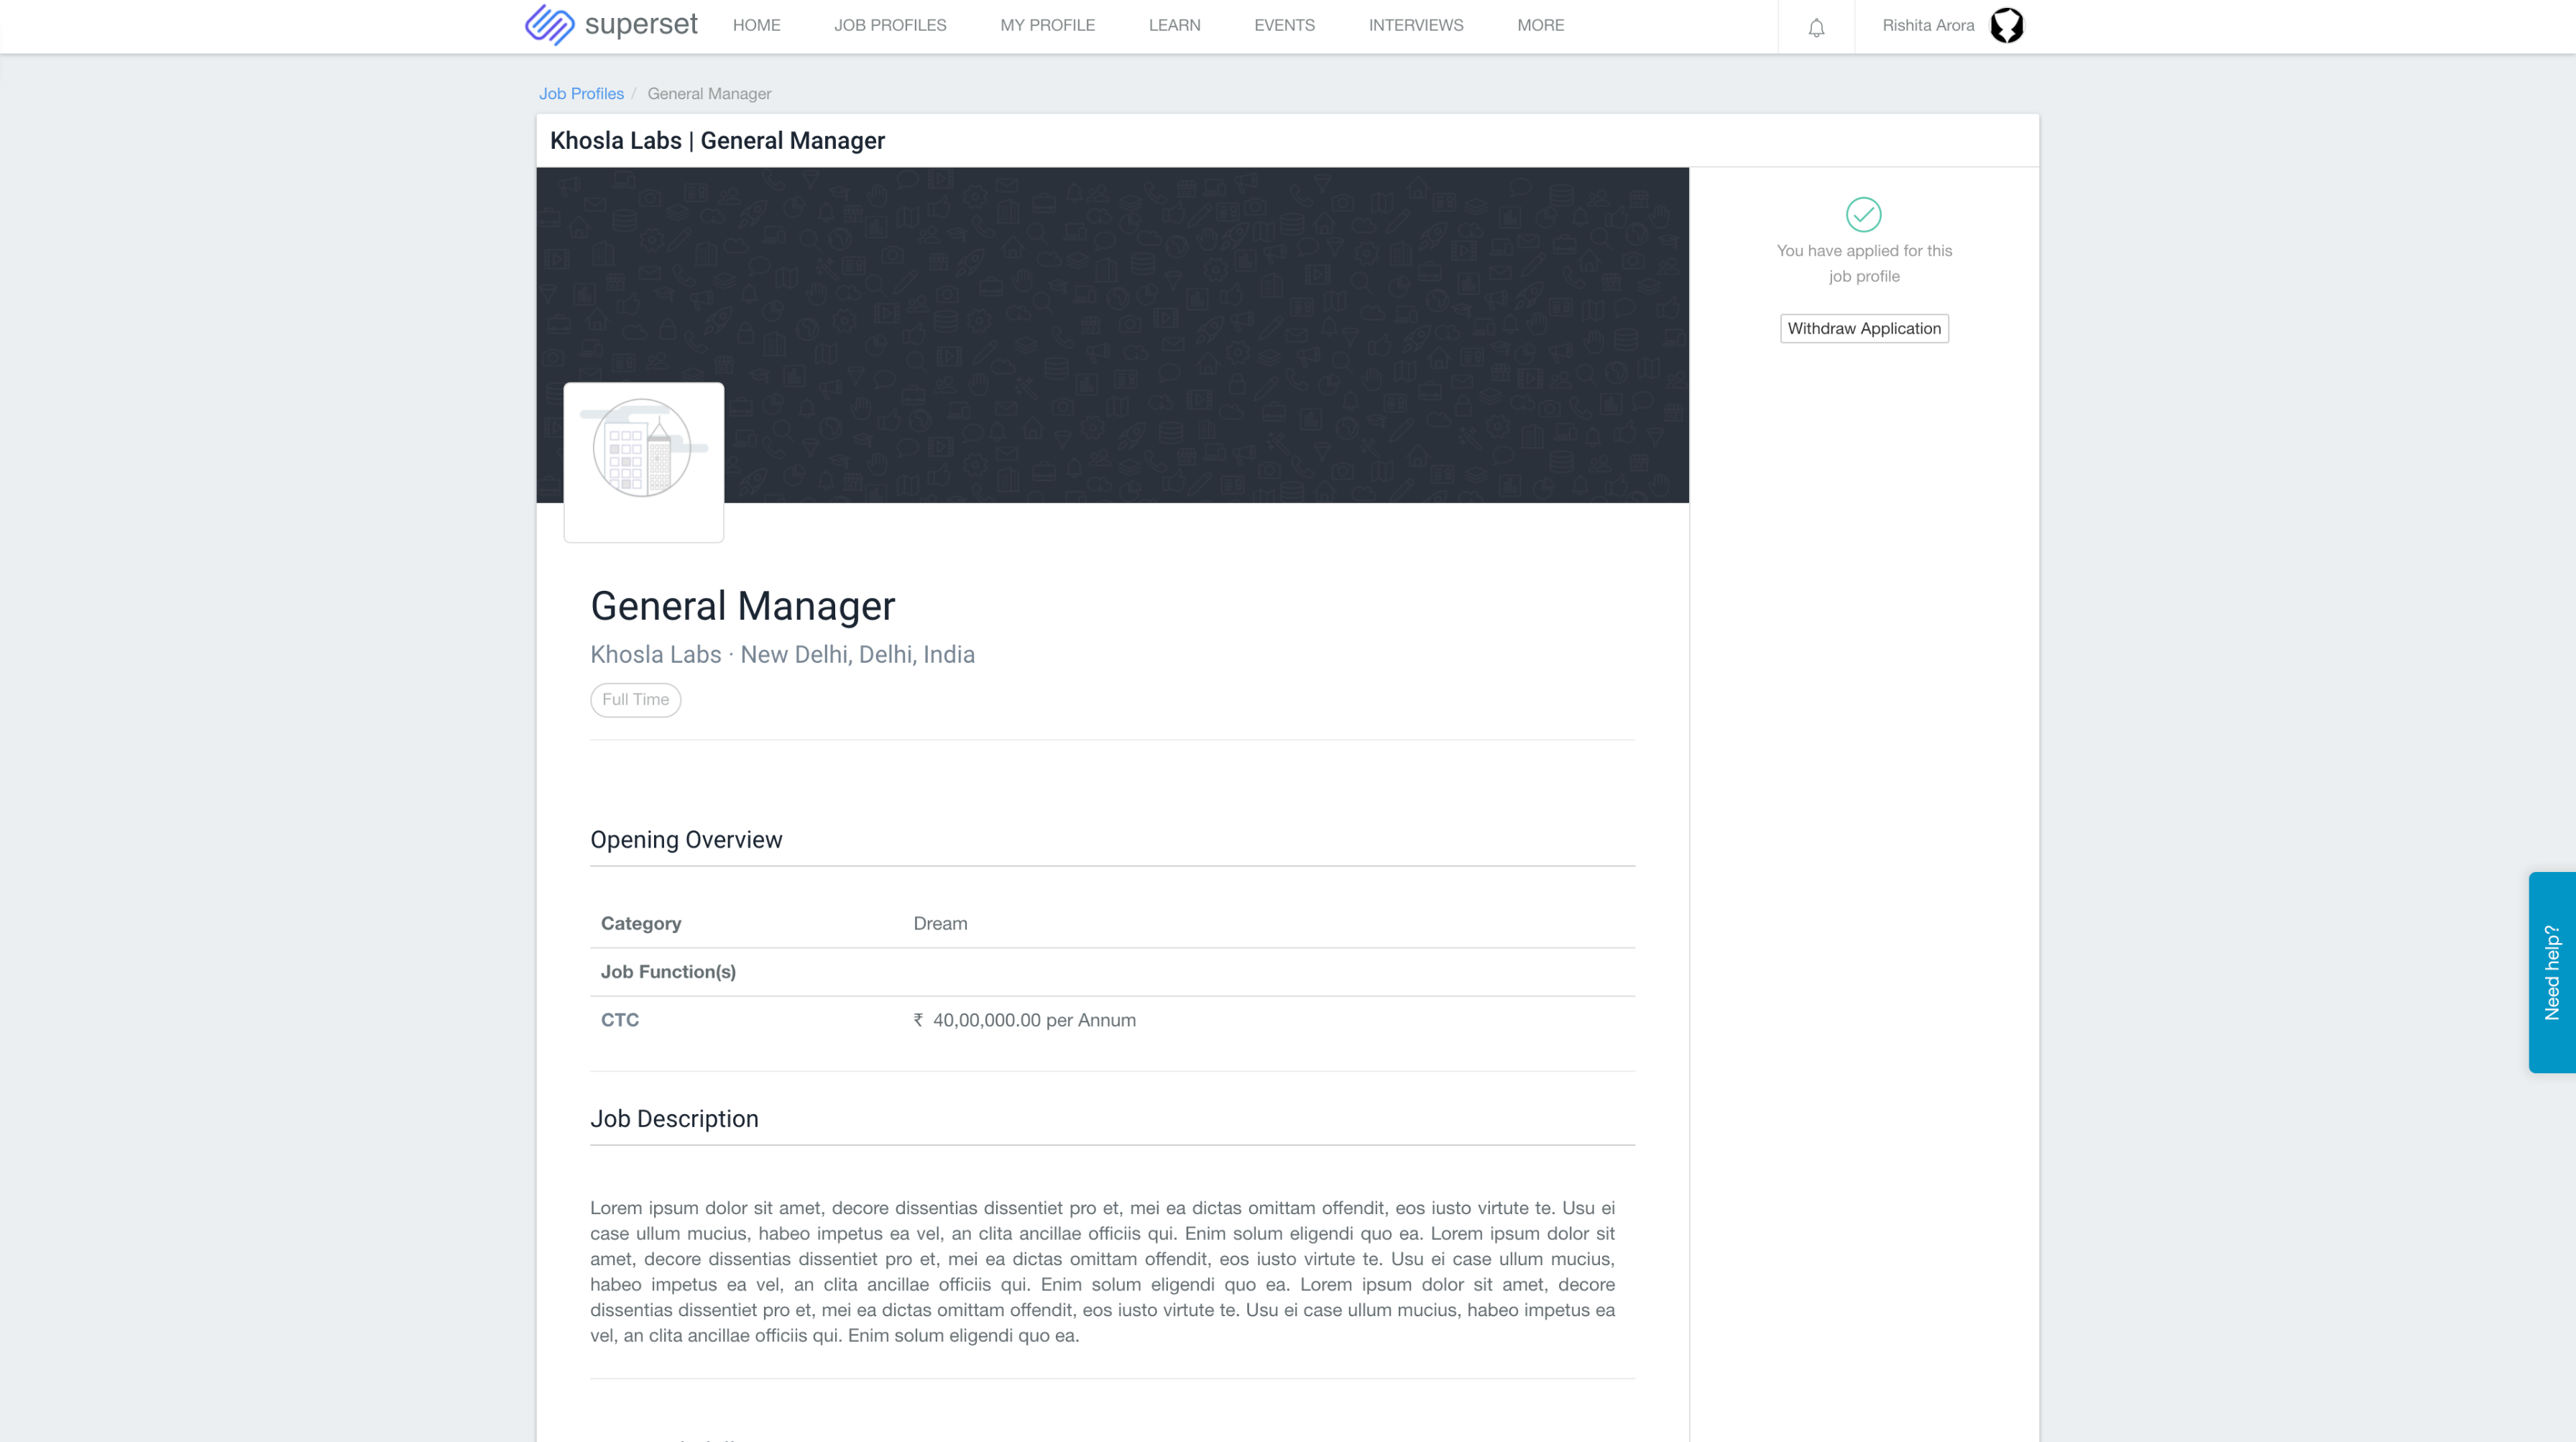 superset
HOME
JOB PROFILES
MY PROFILE
LEARN
EVENTS
INTERVIEWS
MORE
Rishita Arora
Job Profiles / General Manager
Khosla Labs | General Manager
You have applied for this
job profile
Withdraw Application
General Manager
Khosla Labs · New Delhi, Delhi, India
Full Time
Opening Overview
Category Dream
Job Function(s)
CTC ₹ 40,00,000.00 per Annum
Need help?
Job Description
Lorem ipsum dolor sit amet, decore dissentias dissentiet pro et, mei ea dictas omittam offendit, eos iusto virtute te. Usu ei
case ullum mucius, habeo impetus ea vel, an clita ancillae officiis qui. Enim solum eligendi quo ea. Lorem ipsum dolor sit
amet, decore dissentias dissentiet pro et, mei ea dictas omittam offendit, eos iusto virtute te. Usu ei case ullum mucius,
habeo impetus ea vel, an clita ancillae officiis qui. Enim solum eligendi quo ea. Lorem ipsum dolor sit amet, decore
dissentias dissentiet pro et, mei ea dictas omittam offendit, eos iusto virtute te. Usu ei case ullum mucius, habeo impetus ea
vel, an clita ancillae officiis qui. Enim solum eligendi quo ea.